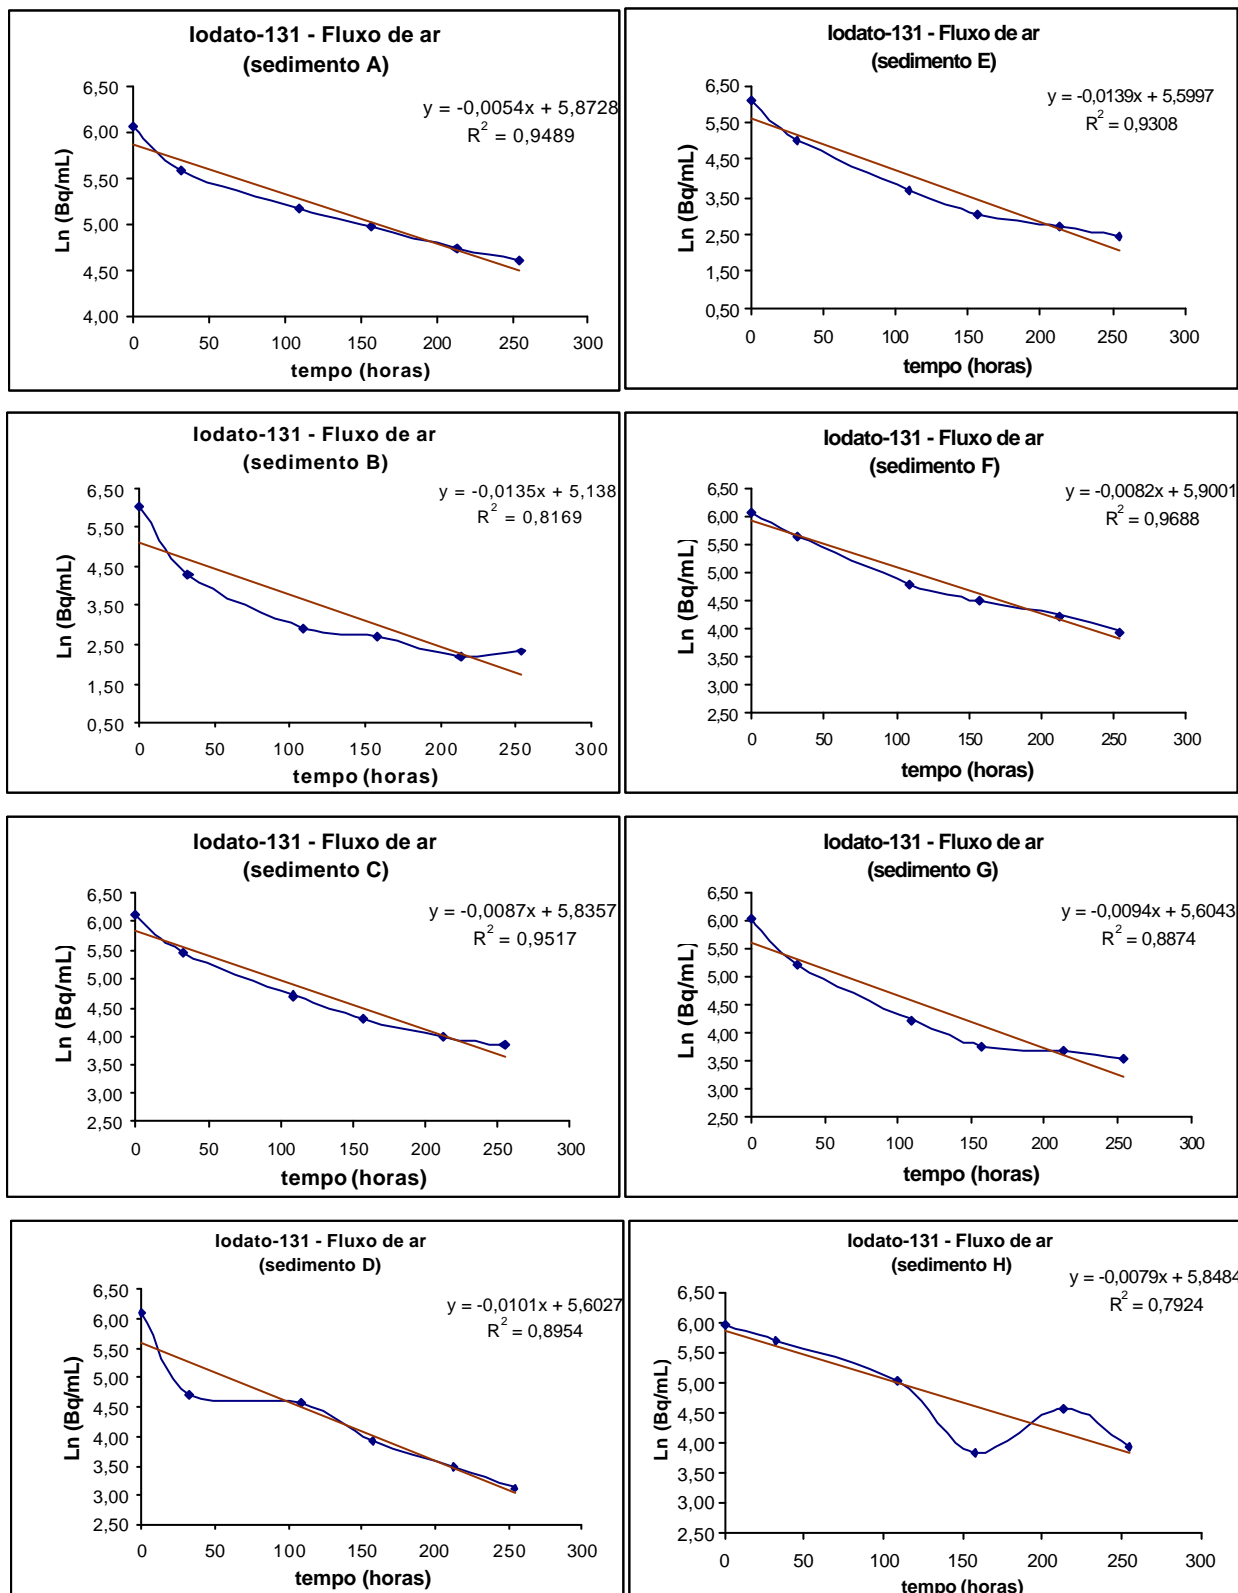 Iodato-131 - Fluxo de ar
(sedimento A)
y = -0,0054x + 5,8728
R² = 0,9489
Ln (Bq/mL)
6,50
6,00
5,50
5,00
4,50
4,00
0 50 100 150 200 250 300
tempo (horas)
Iodato-131 - Fluxo de ar
(sedimento E)
y = -0,0139x + 5,5997
R² = 0,9308
Ln (Bq/mL)
6,50
5,50
4,50
3,50
2,50
1,50
0,50
0 50 100 150 200 250 300
tempo (horas)
Iodato-131 - Fluxo de ar
(sedimento B)
y = -0,0135x + 5,138
R² = 0,8169
Ln (Bq/mL)
6,50
5,50
4,50
3,50
2,50
1,50
0,50
0 50 100 150 200 250 300
tempo (horas)
Iodato-131 - Fluxo de ar
(sedimento F)
y = -0,0082x + 5,9001
R² = 0,9688
Ln (Bq/mL)
6,50
6,00
5,50
5,00
4,50
4,00
3,50
3,00
2,50
0 50 100 150 200 250 300
tempo (horas)
Iodato-131 - Fluxo de ar
(sedimento C)
y = -0,0087x + 5,8357
R² = 0,9517
Ln (Bq/mL)
6,50
6,00
5,50
5,00
4,50
4,00
3,50
3,00
2,50
0 50 100 150 200 250 300
tempo (horas)
Iodato-131 - Fluxo de ar
(sedimento G)
y = -0,0094x + 5,6043
R² = 0,8874
Ln (Bq/mL)
6,50
6,00
5,50
5,00
4,50
4,00
3,50
3,00
2,50
0 50 100 150 200 250 300
tempo (horas)
Iodato-131 - Fluxo de ar
(sedimento D)
y = -0,0101x + 5,6027
R² = 0,8954
Ln (Bq/mL)
6,50
6,00
5,50
5,00
4,50
4,00
3,50
3,00
2,50
0 50 100 150 200 250 300
tempo (horas)
Iodato-131 - Fluxo de ar
(sedimento H)
y = -0,0079x + 5,8484
R² = 0,7924
Ln (Bq/mL)
6,50
6,00
5,50
5,00
4,50
4,00
3,50
3,00
2,50
0 50 100 150 200 250 300
tempo (horas)